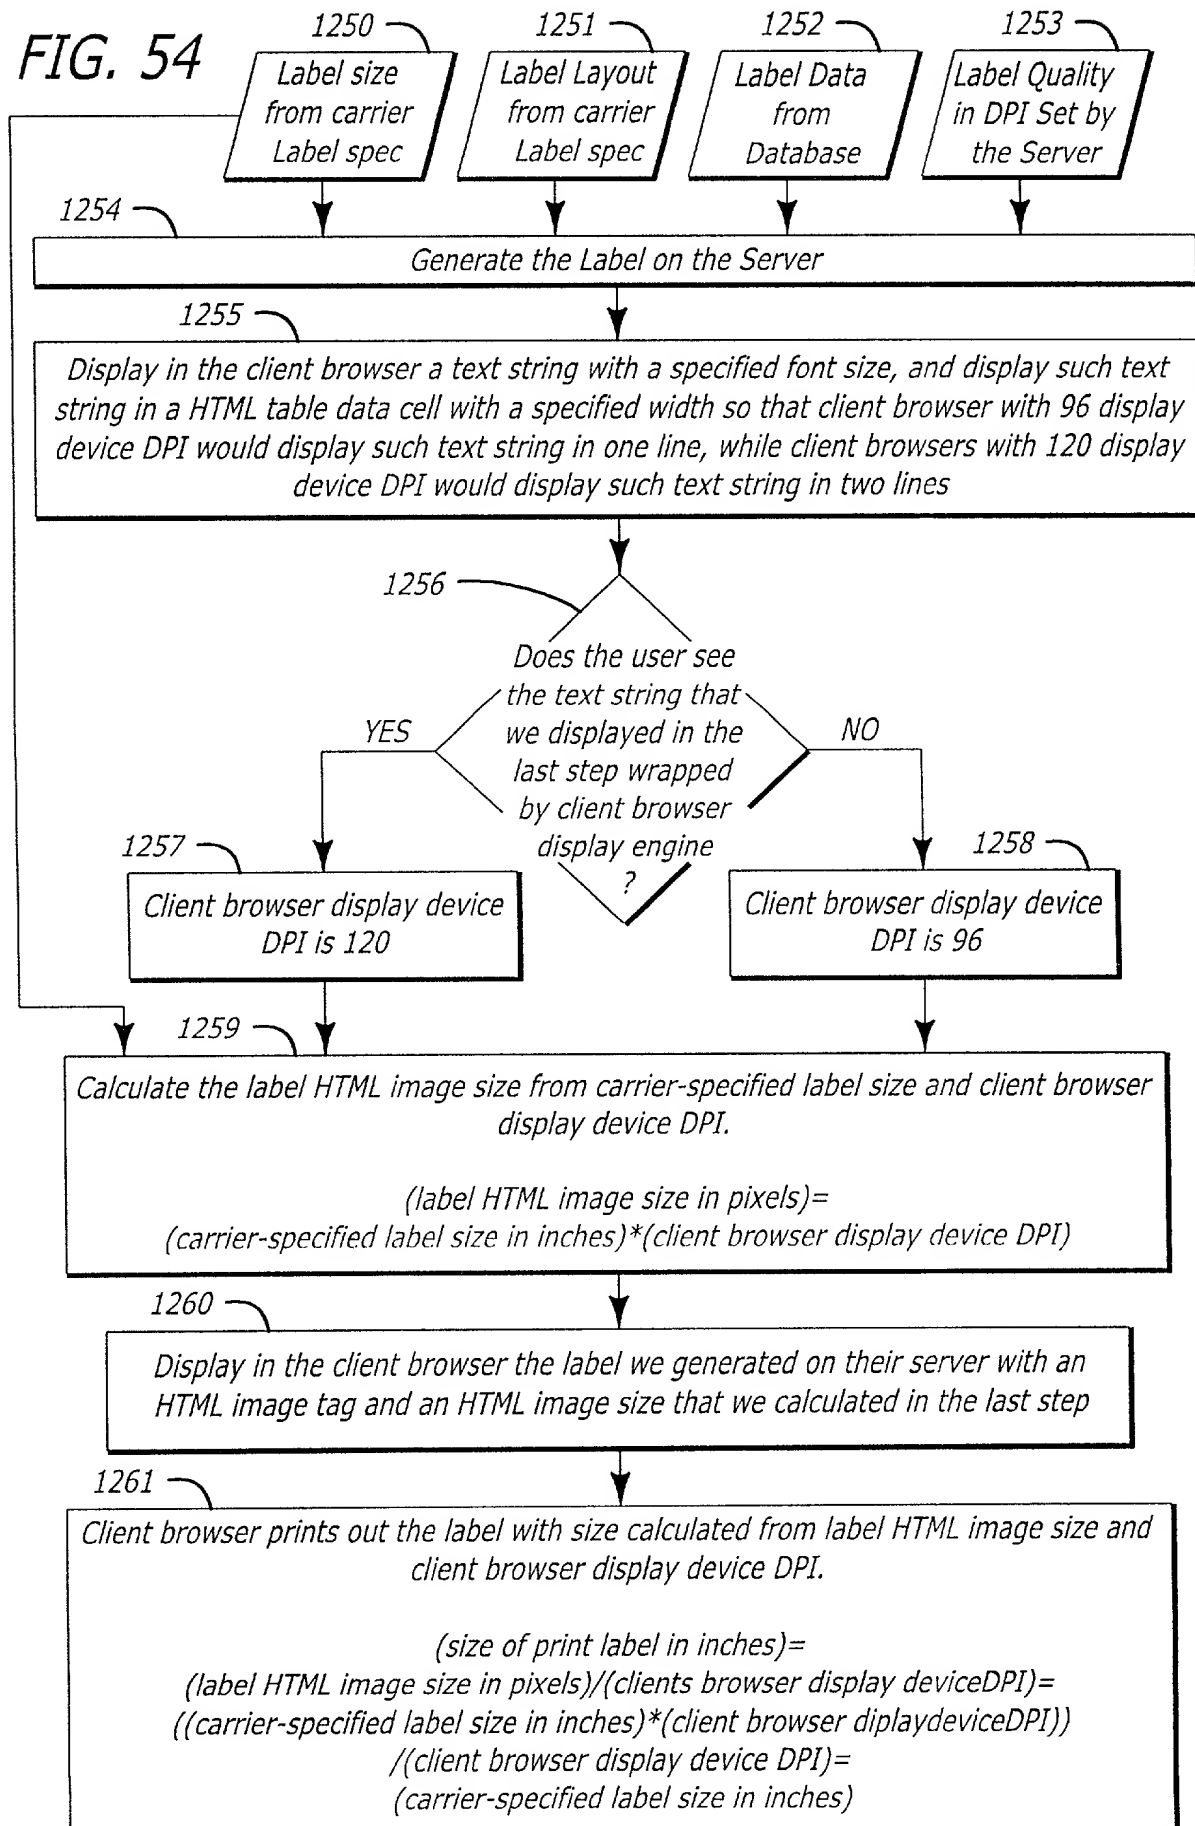 FIG. 54
1250
Label size
from carrier
Label spec
1251
Label Layout
from carrier
Label spec
1252
Label Data
from
Database
1253
Label Quality
in DPI Set by
the Server
1254
Generate the Label on the Server
1255
Display in the client browser a text string with a specified font size, and display such text
string in a HTML table data cell with a specified width so that client browser with 96 display
device DPI would display such text string in one line, while client browsers with 120 display
device DPI would display such text string in two lines
1256
Does the user see
the text string that
we displayed in the
last step wrapped
by client browser
display engine
?
YES
NO
1257
Client browser display device
DPI is 120
1258
Client browser display device
DPI is 96
1259
Calculate the label HTML image size from carrier-specified label size and client browser
display device DPI.
(label HTML image size in pixels)=
(carrier-specified label size in inches)*(client browser display device DPI)
1260
Display in the client browser the label we generated on their server with an
HTML image tag and an HTML image size that we calculated in the last step
1261
Client browser prints out the label with size calculated from label HTML image size and
client browser display device DPI.
(size of print label in inches)=
(label HTML image size in pixels)/(clients browser display deviceDPI)=
((carrier-specified label size in inches)*(client browser diplaydeviceDPI))
/(client browser display device DPI)=
(carrier-specified label size in inches)